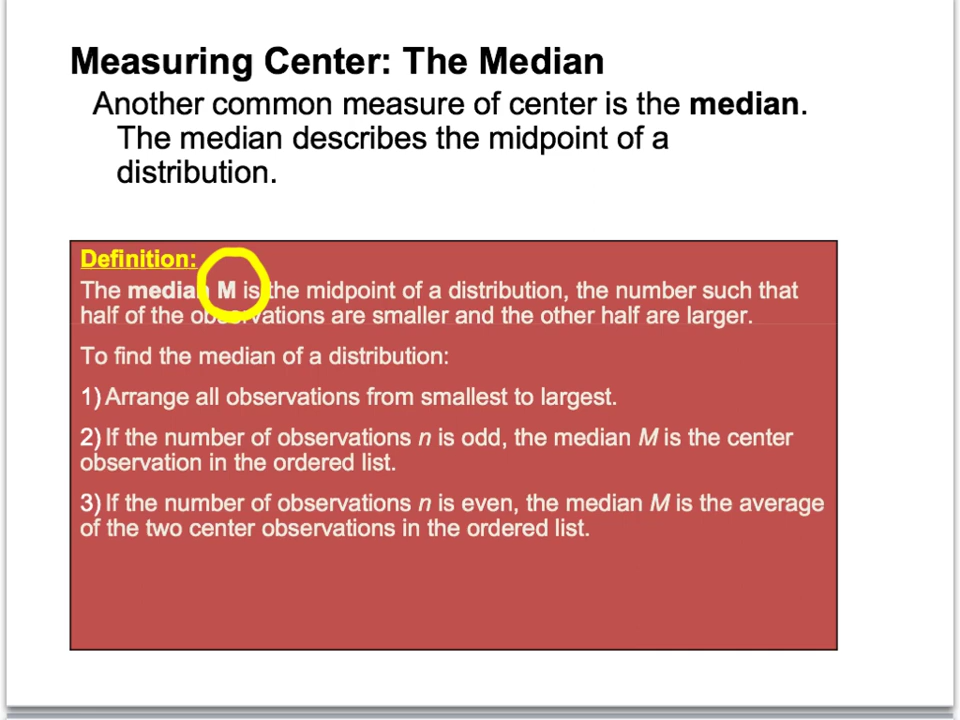 Measuring Center: The Median
Another common measure of center is the median.
The median describes the midpoint of a
distribution.
Definition:
The median M is the midpoint of a distribution, the number such that
half of the observations are smaller and the other half are larger.
To find the median of a distribution:
1) Arrange all observations from smallest to largest.
2) If the number of observations n is odd, the median M is the center
observation in the ordered list.
3) If the number of observations n is even, the median M is the average
of the two center observations in the ordered list.